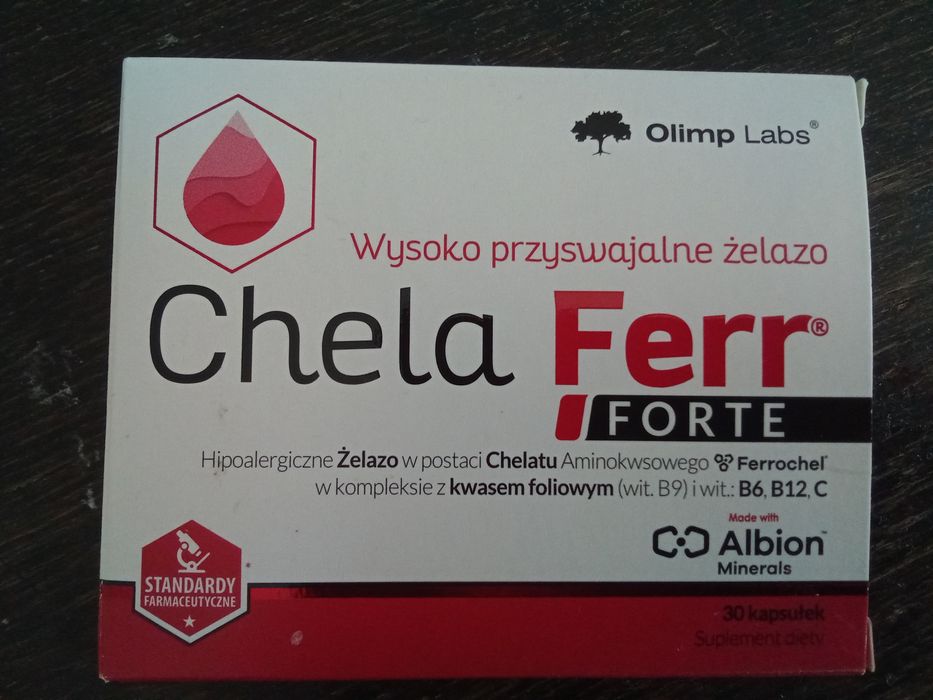 Olimp Labs®
Wysoko przyswajalne żelazo
Chela Ferr®
FORTE
Hipoalergiczne Żelazo w postaci Chelatu Aminokwsowego Ferrochel®
w kompleksie z kwasem foliowym (wit. B9) i wit.: B6, B12, C
Made with
Albion™
Minerals
STANDARDY
FARMACEUTYCZNE
30 kapsułek
Suplement diety